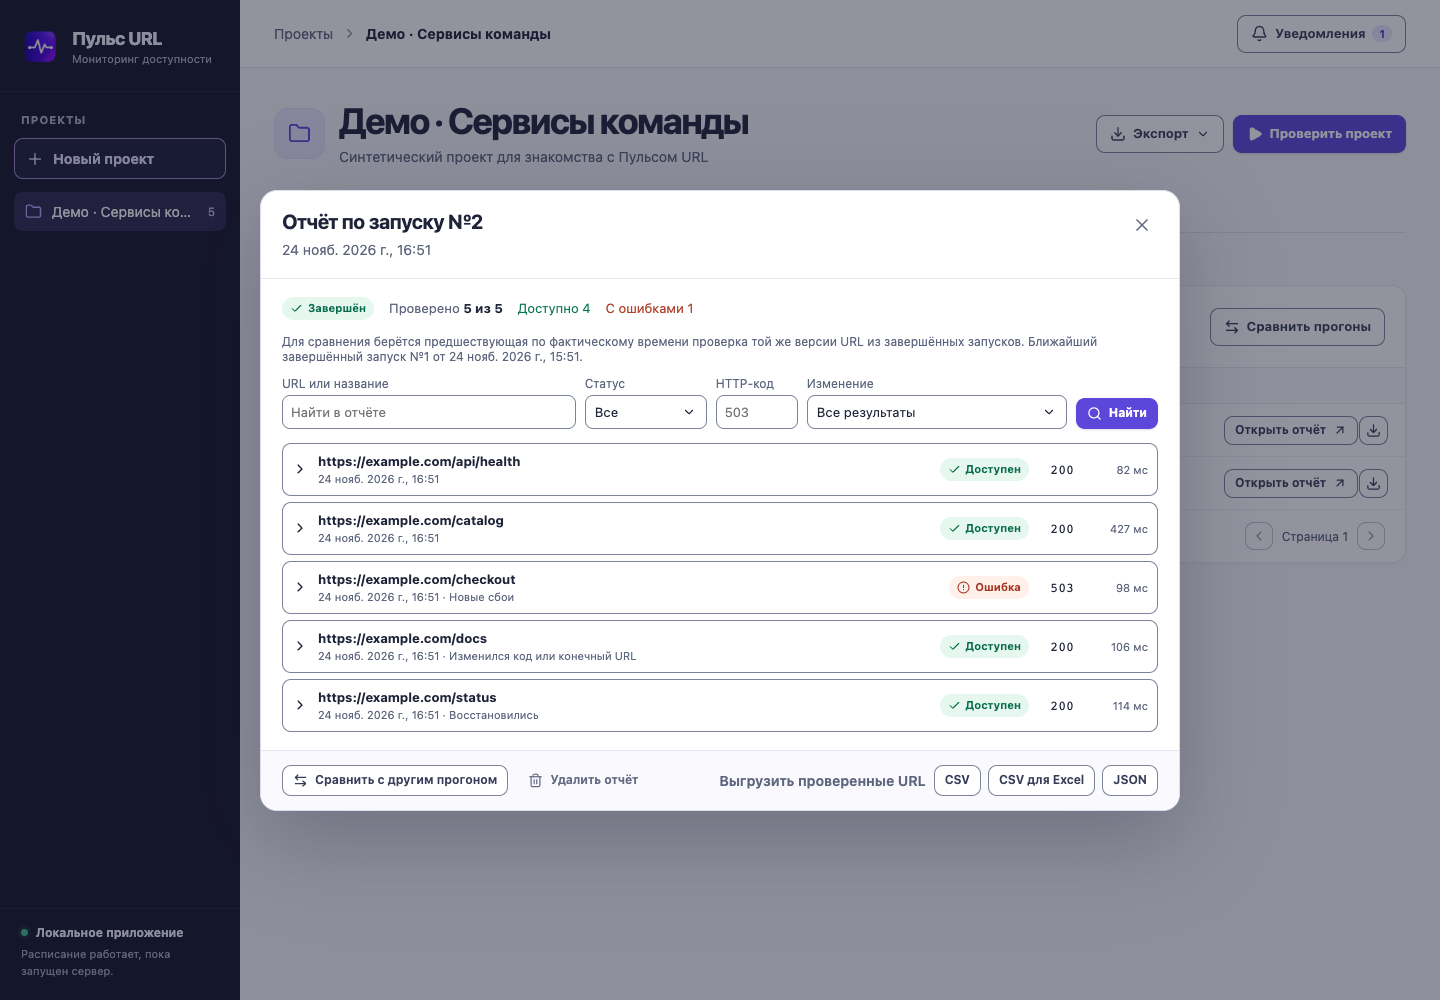 Пульс URL
Мониторинг доступности
ПРОЕКТЫ
Новый проект
Демо · Сервисы ко... 5
Локальное приложение
Расписание работает, пока
запущен сервер.
Проекты > Демо · Сервисы команды
Уведомления 1
Демо · Сервисы команды
Синтетический проект для знакомства с Пульсом URL
Экспорт
Проверить проект
Сравнить прогоны
Открыть отчёт
Открыть отчёт
Страница 1
Отчёт по запуску №2
24 нояб. 2026 г., 16:51
Завершён Проверено 5 из 5 Доступно 4 С ошибками 1
Для сравнения берётся предшествующая по фактическому времени проверка той же версии URL из завершённых запусков. Ближайший
завершённый запуск №1 от 24 нояб. 2026 г., 15:51.
URL или название Статус HTTP-код Изменение
Найти в отчёте Все 503 Все результаты Найти
https://example.com/api/health
24 нояб. 2026 г., 16:51
Доступен 200 82 мс
https://example.com/catalog
24 нояб. 2026 г., 16:51
Доступен 200 427 мс
https://example.com/checkout
24 нояб. 2026 г., 16:51 · Новые сбои
Ошибка 503 98 мс
https://example.com/docs
24 нояб. 2026 г., 16:51 · Изменился код или конечный URL
Доступен 200 106 мс
https://example.com/status
24 нояб. 2026 г., 16:51 · Восстановились
Доступен 200 114 мс
Сравнить с другим прогоном Удалить отчёт Выгрузить проверенные URL CSV CSV для Excel JSON